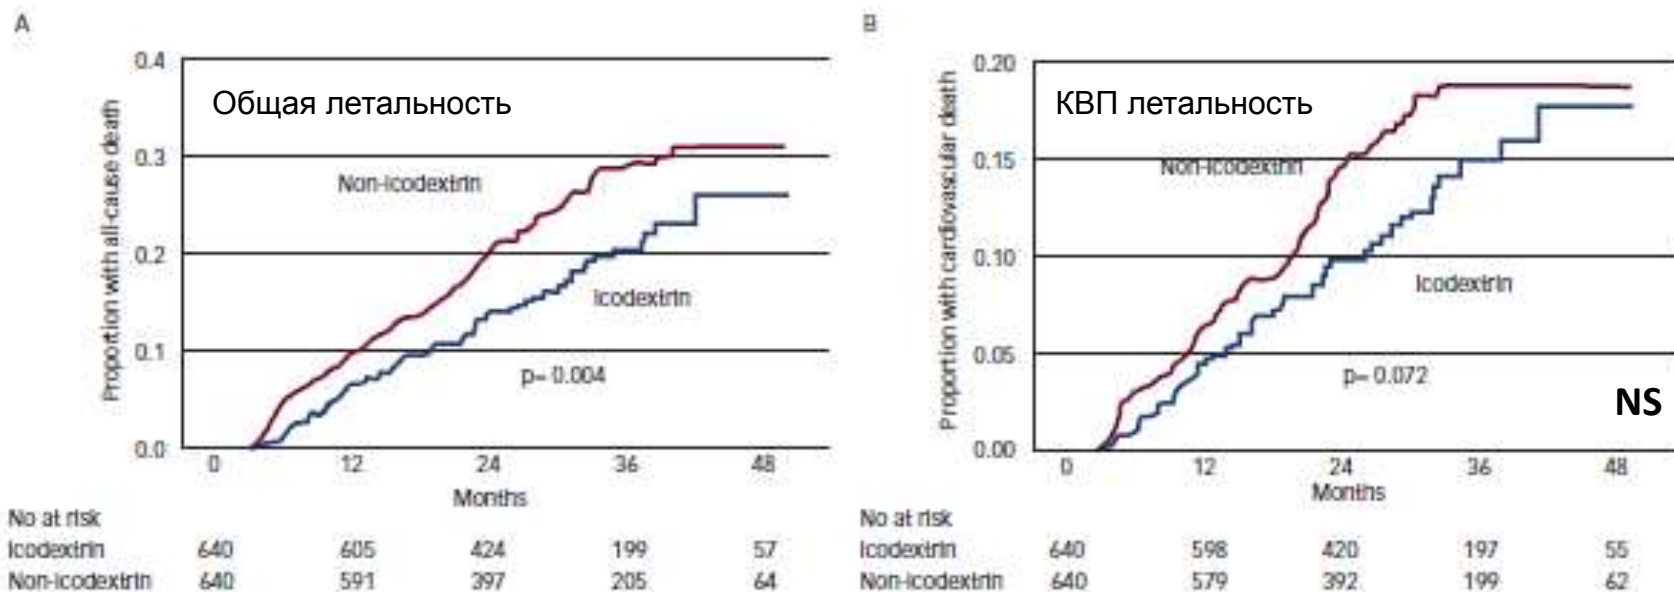 A
0.4
0.3
0.2
0.1
0.0
Proportion with all-cause death
Общая летальность
Non-icodextrin
Icodextrin
p= 0.004
0 12 24 36 48
Months
No at risk
Icodextrin 640 605 424 199 57
Non-icodextrin 640 591 397 205 64
B
0.20
0.15
0.10
0.05
0.00
Proportion with cardiovascular death
КВП летальность
Non-icodextrin
Icodextrin
p= 0.072
NS
0 12 24 36 48
Months
No at risk
Icodextrin 640 598 420 197 55
Non-icodextrin 640 579 392 199 62